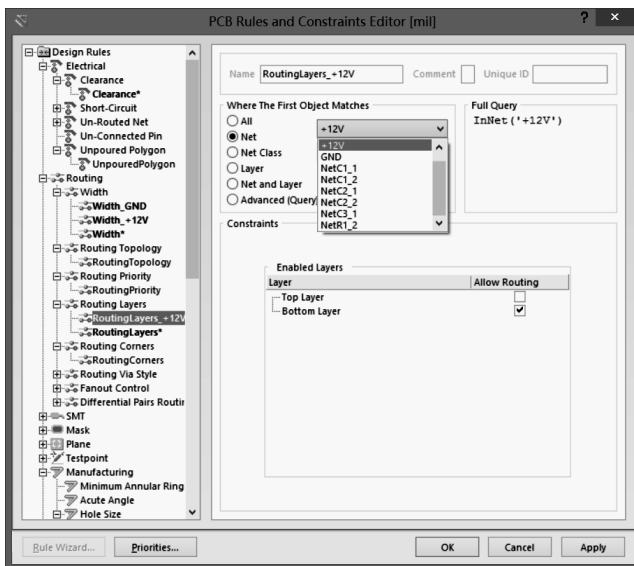 PCB Rules and Constraints Editor [mil]
? ×
Design Rules
Electrical
Clearance
Clearance*
Short-Circuit
Un-Routed Net
Un-Connected Pin
Unpoured Polygon
UnpouredPolygon
Routing
Width
Width_GND
Width_+12V
Width*
Routing Topology
RoutingTopology
Routing Priority
RoutingPriority
Routing Layers
RoutingLayers_+12V
RoutingLayers*
Routing Corners
RoutingCorners
Routing Via Style
Fanout Control
Differential Pairs Routin
SMT
Mask
Plane
Testpoint
Manufacturing
Minimum Annular Ring
Acute Angle
Hole Size
Name RoutingLayers_+12V Comment Unique ID
Where The First Object Matches
All
Net
Net Class
Layer
Net and Layer
Advanced (Query)
+12V
+12V
GND
NetC1_1
NetC1_2
NetC2_1
NetC2_2
NetC3_1
NetR1_2
Full Query
InNet('+12V')
Constraints
Enabled Layers
Layer Allow Routing
Top Layer
Bottom Layer
Rule Wizard... Priorities... OK Cancel Apply